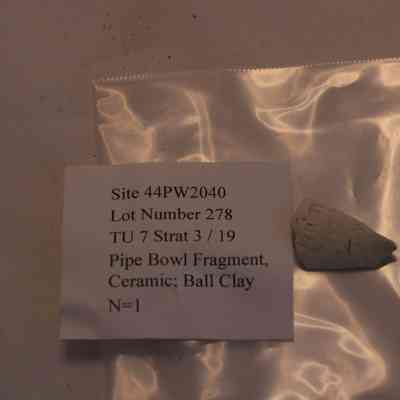 Site 44PW2040
Lot Number 278
TU 7 Strat 3 / 19
Pipe Bowl Fragment,
Ceramic; Ball Clay
N=1